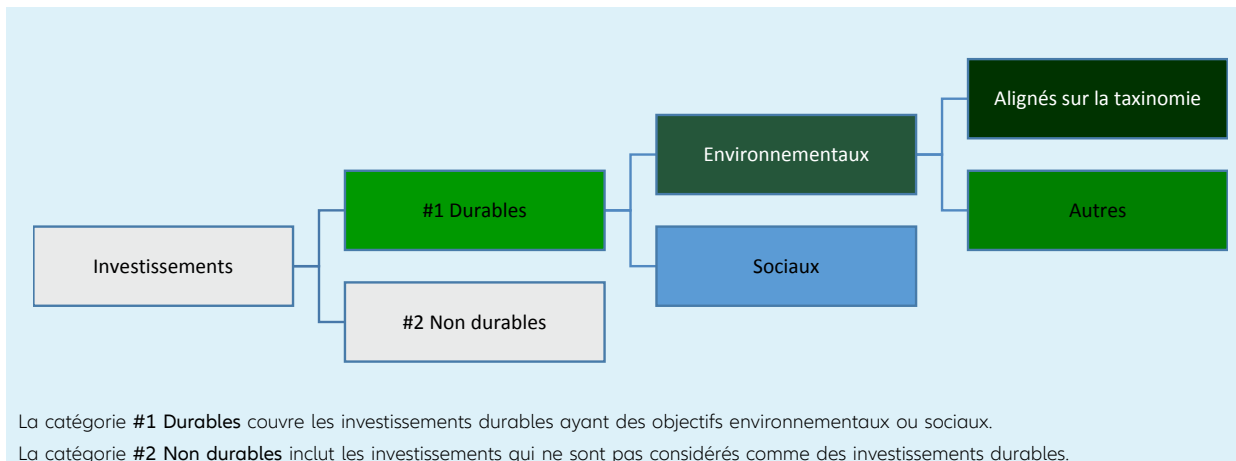 Alignés sur la taxinomie
Environnementaux
#1 Durables
Autres
Investissements
Sociaux
#2 Non durables
La catégorie #1 Durables couvre les investissements durables ayant des objectifs environnementaux ou sociaux.
La catégorie #2 Non durables inclut les investissements qui ne sont pas considérés comme des investissements durables.